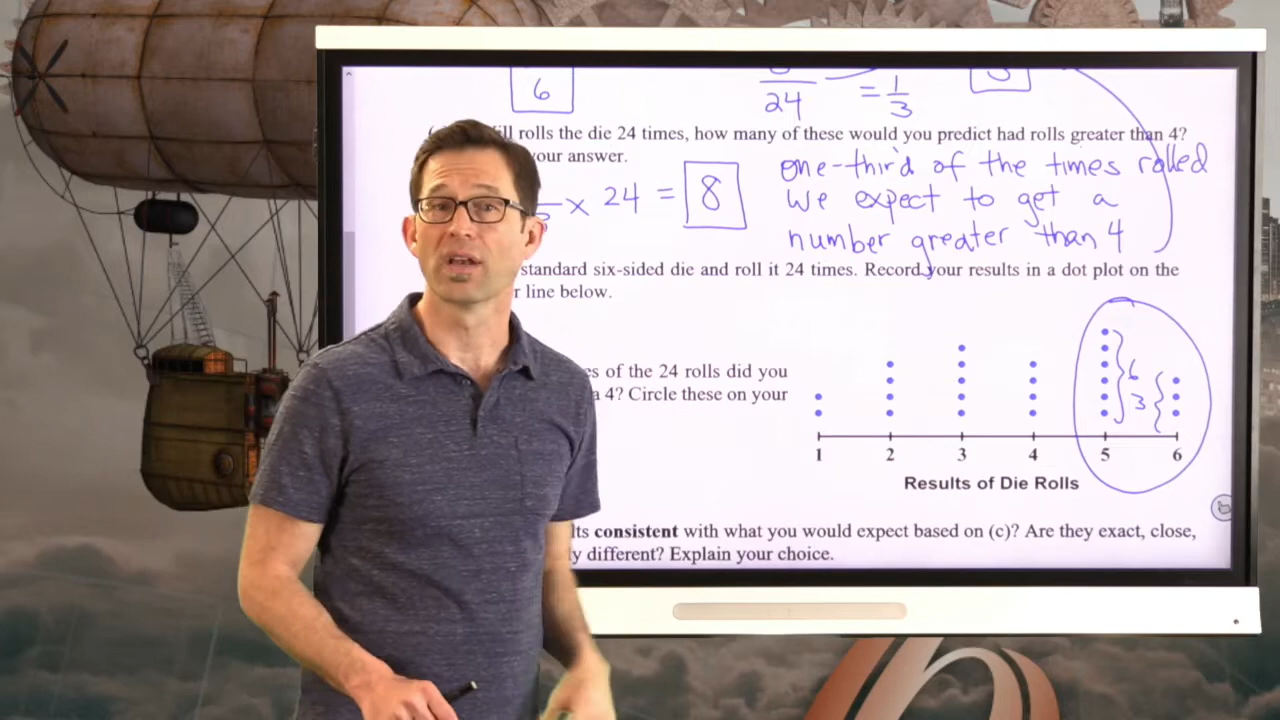 6
24
= 1/3
rolls the die 24 times, how many of these would you predict had rolls greater than 4?
your answer.
x 24 = 8
one-third of the times rolled
we expect to get a
number greater than 4
standard six-sided die and roll it 24 times. Record your results in a dot plot on the
line below.
of the 24 rolls did you
a 4? Circle these on your
6
3
1 2 3 4 5 6
Results of Die Rolls
consistent with what you would expect based on (c)? Are they exact, close,
different? Explain your choice.